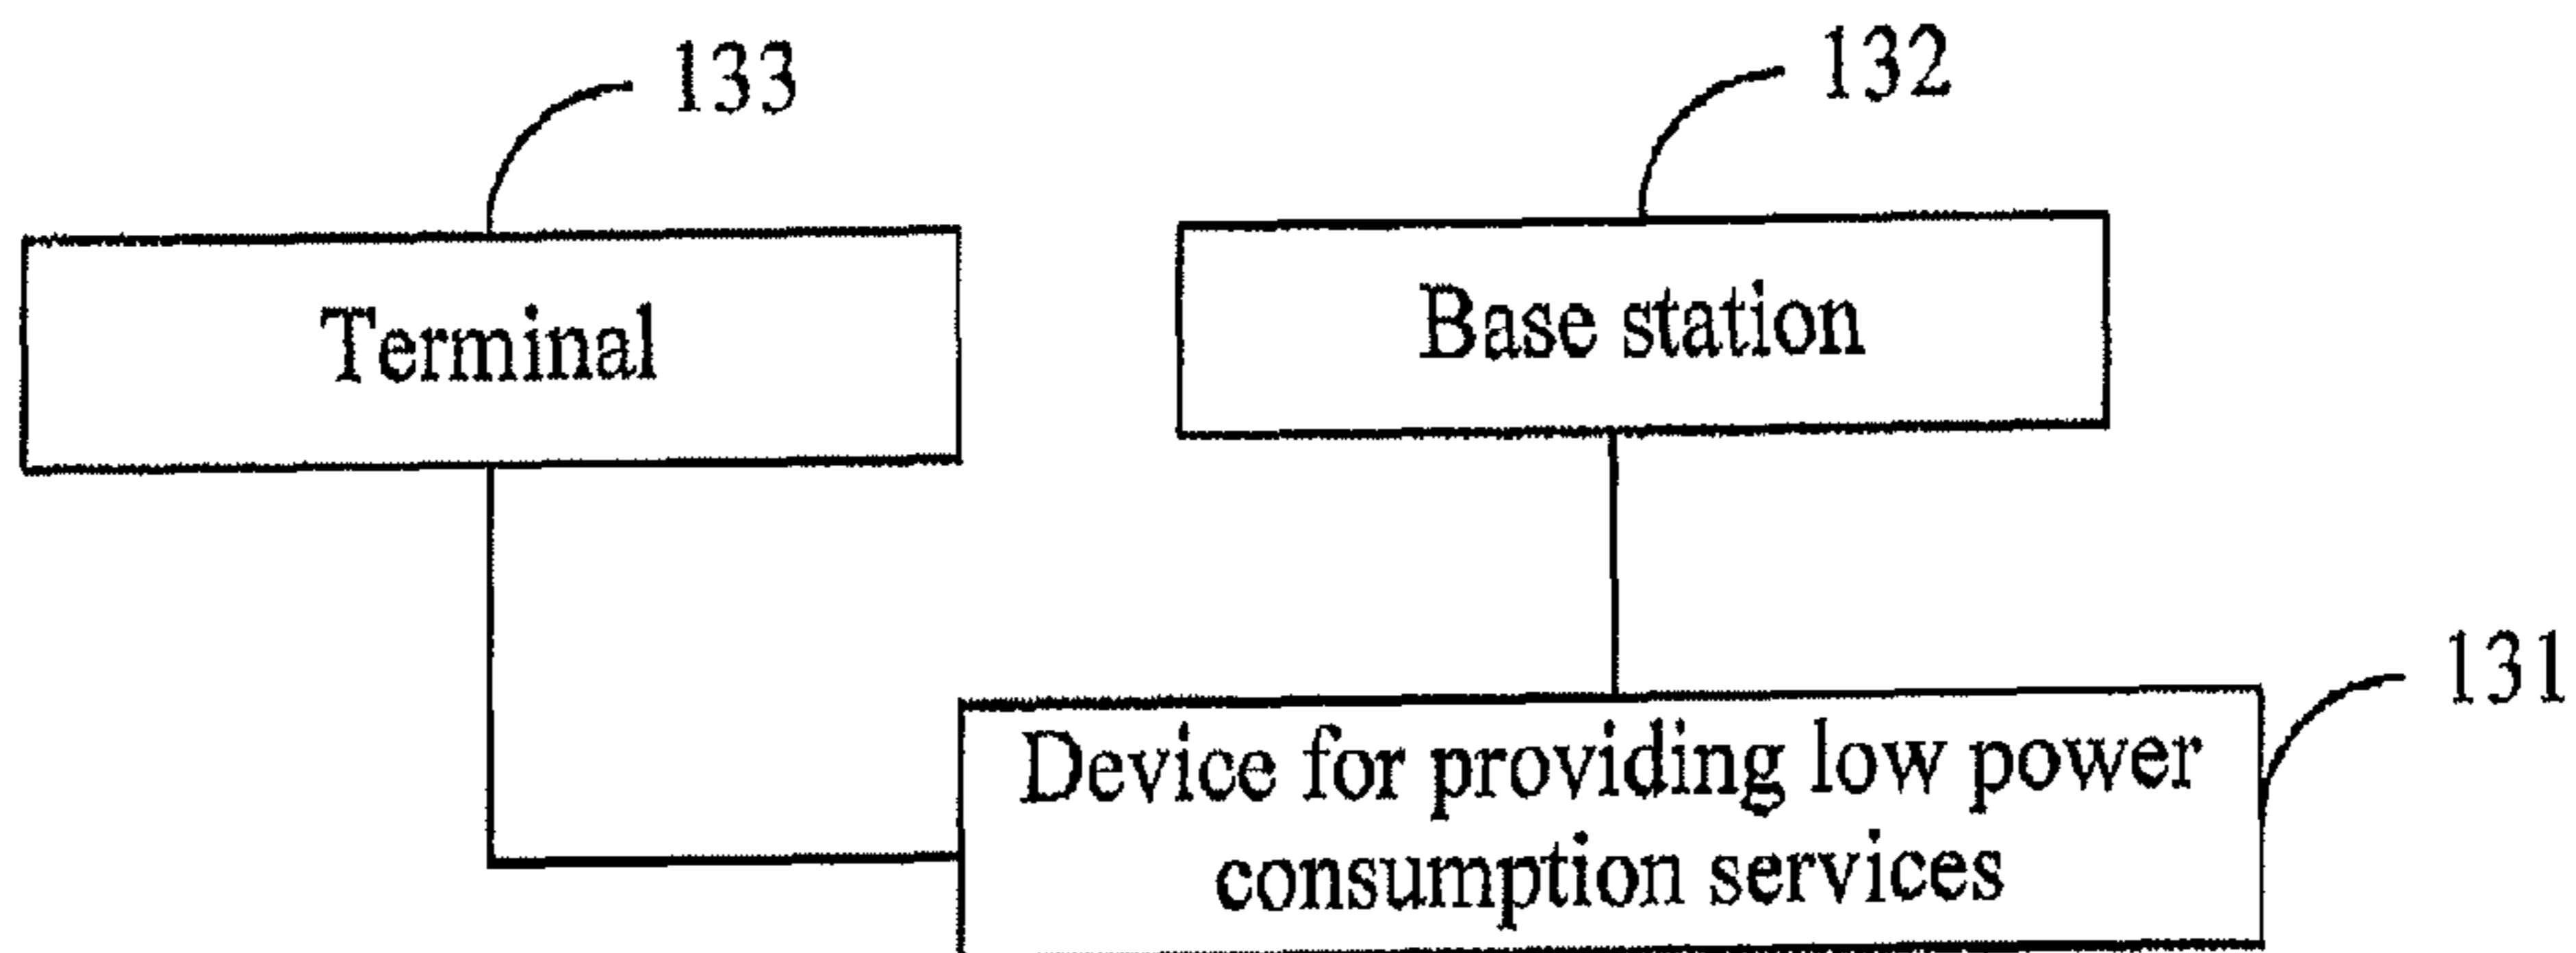 133
132
Terminal
Base station
131
Device for providing low power
consumption services